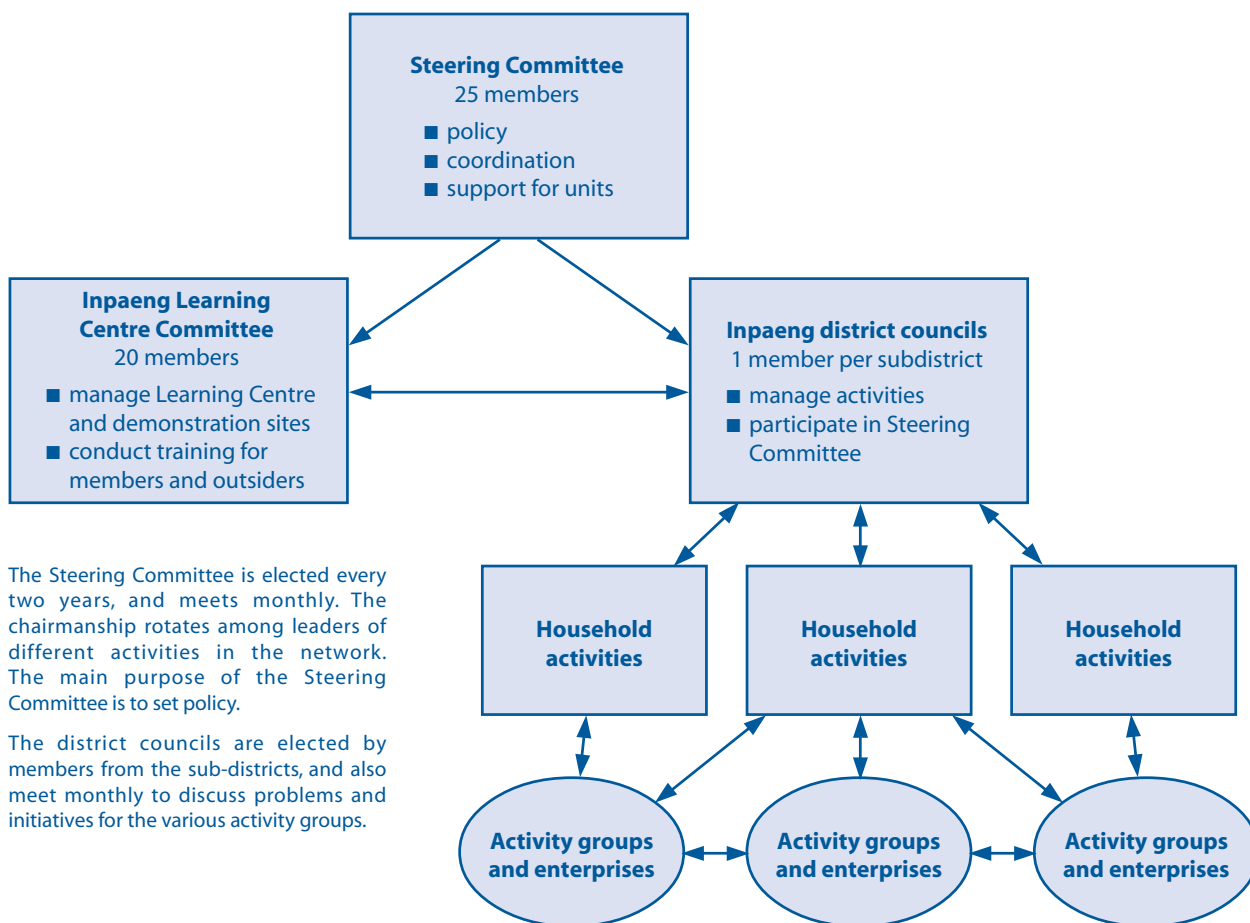 Steering Committee
25 members
■ policy
■ coordination
■ support for units
Inpaeng Learning
Centre Committee
20 members
■ manage Learning Centre
and demonstration sites
■ conduct training for
members and outsiders
Inpaeng district councils
1 member per subdistrict
■ manage activities
■ participate in Steering
Committee
The Steering Committee is elected every
two years, and meets monthly. The
chairmanship rotates among leaders of
different activities in the network.
The main purpose of the Steering
Committee is to set policy.
The district councils are elected by
members from the sub-districts, and also
meet monthly to discuss problems and
initiatives for the various activity groups.
Household
activities
Household
activities
Household
activities
Activity groups
and enterprises
Activity groups
and enterprises
Activity groups
and enterprises